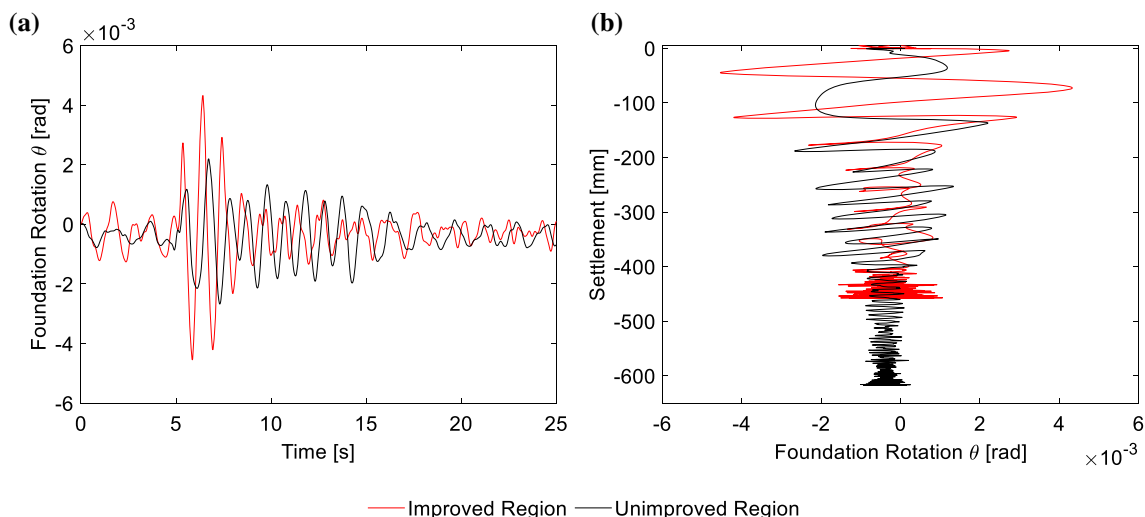 (a)
×10⁻³
6
4
2
0
-2
-4
-6
Foundation Rotation θ [rad]
0 5 10 15 20 25
Time [s]
(b)
0
-100
-200
-300
-400
-500
-600
Settlement [mm]
-6 -4 -2 0 2 4 6
Foundation Rotation θ [rad]
×10⁻³
Improved Region Unimproved Region